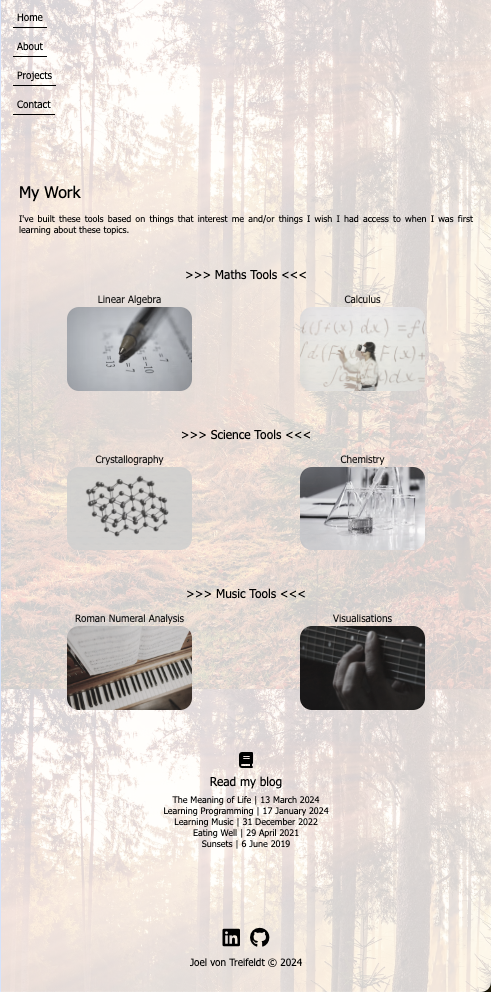 Home
About
Projects
Contact
My Work
I've built these tools based on things that interest me and/or things I wish I had access to when I was first
learning about these topics.
>>> Maths Tools <<<
Linear Algebra
Calculus
>>> Science Tools <<<
Crystallography
Chemistry
>>> Music Tools <<<
Roman Numeral Analysis
Visualisations
Read my blog
The Meaning of Life | 13 March 2024
Learning Programming | 17 January 2024
Learning Music | 31 December 2022
Eating Well | 29 April 2021
Sunsets | 6 June 2019
Joel von Treifeldt © 2024